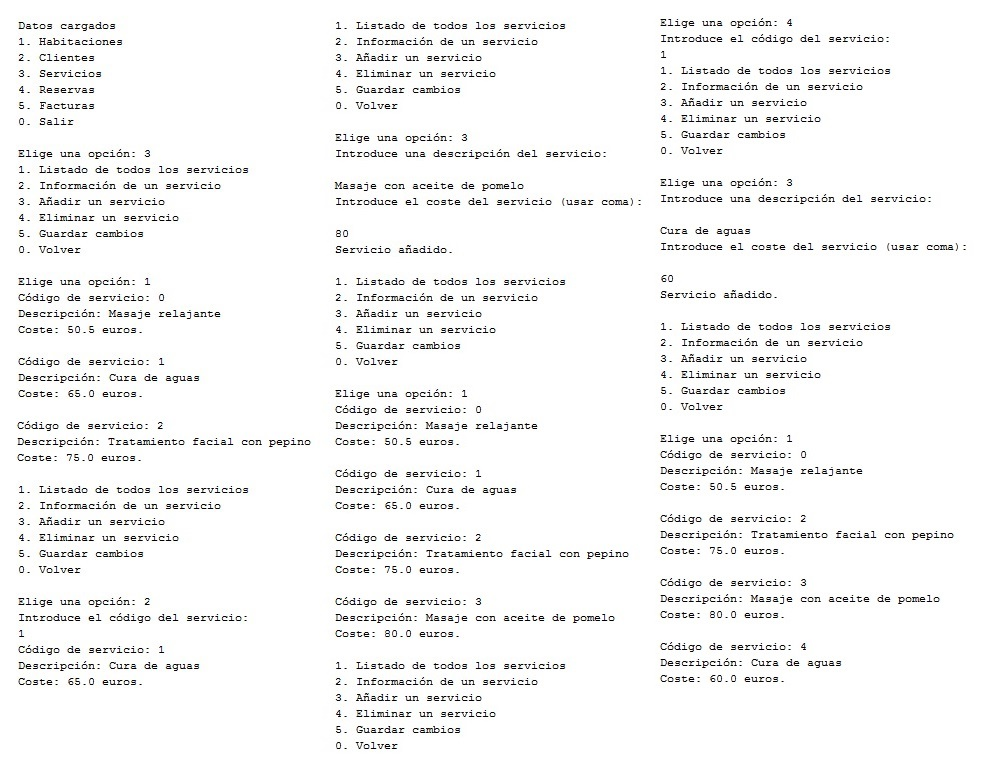 Datos cargados
1. Habitaciones
2. Clientes
3. Servicios
4. Reservas
5. Facturas
0. Salir
Elige una opción: 3
1. Listado de todos los servicios
2. Información de un servicio
3. Añadir un servicio
4. Eliminar un servicio
5. Guardar cambios
0. Volver
Elige una opción: 1
Código de servicio: 0
Descripción: Masaje relajante
Coste: 50.5 euros.
Código de servicio: 1
Descripción: Cura de aguas
Coste: 65.0 euros.
Código de servicio: 2
Descripción: Tratamiento facial con pepino
Coste: 75.0 euros.
1. Listado de todos los servicios
2. Información de un servicio
3. Añadir un servicio
4. Eliminar un servicio
5. Guardar cambios
0. Volver
Elige una opción: 2
Introduce el código del servicio:
1
Código de servicio: 1
Descripción: Cura de aguas
Coste: 65.0 euros.
1. Listado de todos los servicios
2. Información de un servicio
3. Añadir un servicio
4. Eliminar un servicio
5. Guardar cambios
0. Volver
Elige una opción: 3
Introduce una descripción del servicio:
Masaje con aceite de pomelo
Introduce el coste del servicio (usar coma):
80
Servicio añadido.
1. Listado de todos los servicios
2. Información de un servicio
3. Añadir un servicio
4. Eliminar un servicio
5. Guardar cambios
0. Volver
Elige una opción: 1
Código de servicio: 0
Descripción: Masaje relajante
Coste: 50.5 euros.
Código de servicio: 1
Descripción: Cura de aguas
Coste: 65.0 euros.
Código de servicio: 2
Descripción: Tratamiento facial con pepino
Coste: 75.0 euros.
Código de servicio: 3
Descripción: Masaje con aceite de pomelo
Coste: 80.0 euros.
1. Listado de todos los servicios
2. Información de un servicio
3. Añadir un servicio
4. Eliminar un servicio
5. Guardar cambios
0. Volver
Elige una opción: 4
Introduce el código del servicio:
1
1. Listado de todos los servicios
2. Información de un servicio
3. Añadir un servicio
4. Eliminar un servicio
5. Guardar cambios
0. Volver
Elige una opción: 3
Introduce una descripción del servicio:
Cura de aguas
Introduce el coste del servicio (usar coma):
60
Servicio añadido.
1. Listado de todos los servicios
2. Información de un servicio
3. Añadir un servicio
4. Eliminar un servicio
5. Guardar cambios
0. Volver
Elige una opción: 1
Código de servicio: 0
Descripción: Masaje relajante
Coste: 50.5 euros.
Código de servicio: 2
Descripción: Tratamiento facial con pepino
Coste: 75.0 euros.
Código de servicio: 3
Descripción: Masaje con aceite de pomelo
Coste: 80.0 euros.
Código de servicio: 4
Descripción: Cura de aguas
Coste: 60.0 euros.